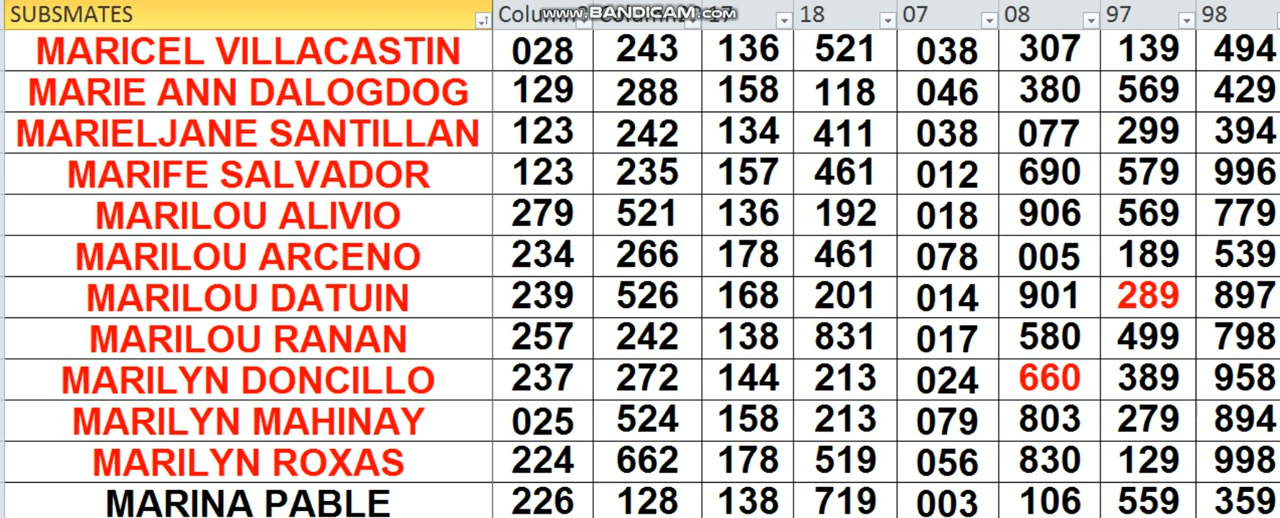 SUBSMATES Colum 17 18 07 08 97 98
www.BANDICAM.com
MARICEL VILLACASTIN 028 243 136 521 038 307 139 494
MARIE ANN DALOGDOG 129 288 158 118 046 380 569 429
MARIELJANE SANTILLAN 123 242 134 411 038 077 299 394
MARIFE SALVADOR 123 235 157 461 012 690 579 996
MARILOU ALIVIO 279 521 136 192 018 906 569 779
MARILOU ARCENO 234 266 178 461 078 005 189 539
MARILOU DATUIN 239 526 168 201 014 901 289 897
MARILOU RANAN 257 242 138 831 017 580 499 798
MARILYN DONCILLO 237 272 144 213 024 660 389 958
MARILYN MAHINAY 025 524 158 213 079 803 279 894
MARILYN ROXAS 224 662 178 519 056 830 129 998
MARINA PABLE 226 128 138 719 003 106 559 359